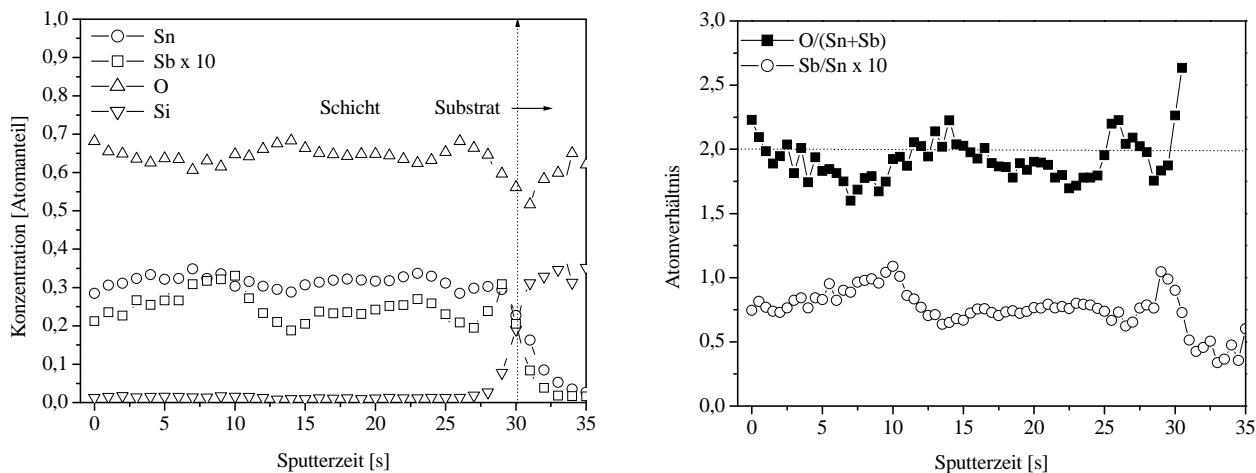 1,0
0,9
0,8
0,7
0,6
0,5
0,4
0,3
0,2
0,1
0,0
Konzentration [Atomanteil]
Sn
Sb x 10
O
Si
Schicht Substrat
0 5 10 15 20 25 30 35
Sputterzeit [s]
3,0
2,5
2,0
1,5
1,0
0,5
0,0
Atomverhältnis
O/(Sn+Sb)
Sb/Sn x 10
0 5 10 15 20 25 30 35
Sputterzeit [s]